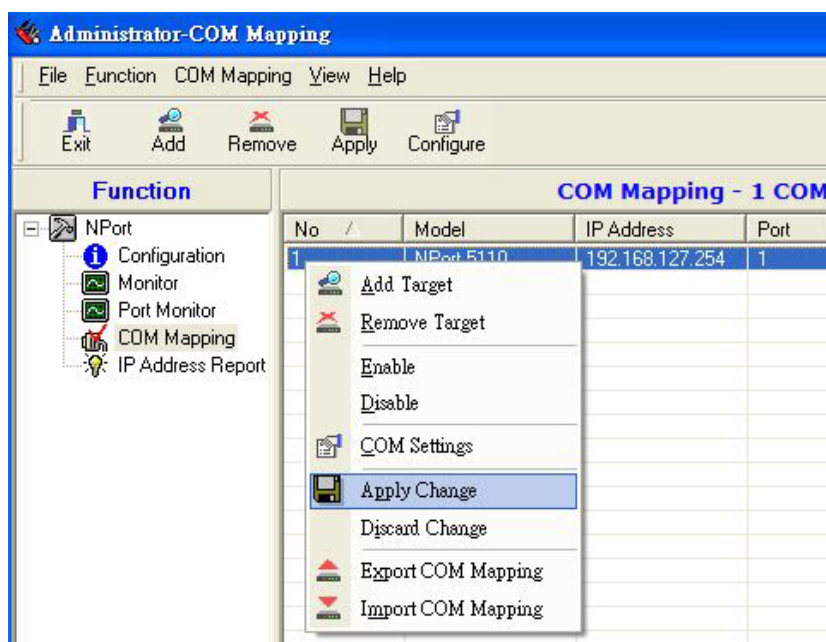 Administrator-COM Mapping
File Function COM Mapping View Help
Exit Add Remove Apply Configure
Function
COM Mapping - 1 COM
NPort
Configuration
Monitor
Port Monitor
COM Mapping
IP Address Report
No Model IP Address Port
1 NPort 5110 192.168.127.254 1
Add Target
Remove Target
Enable
Disable
COM Settings
Apply Change
Discard Change
Export COM Mapping
Import COM Mapping